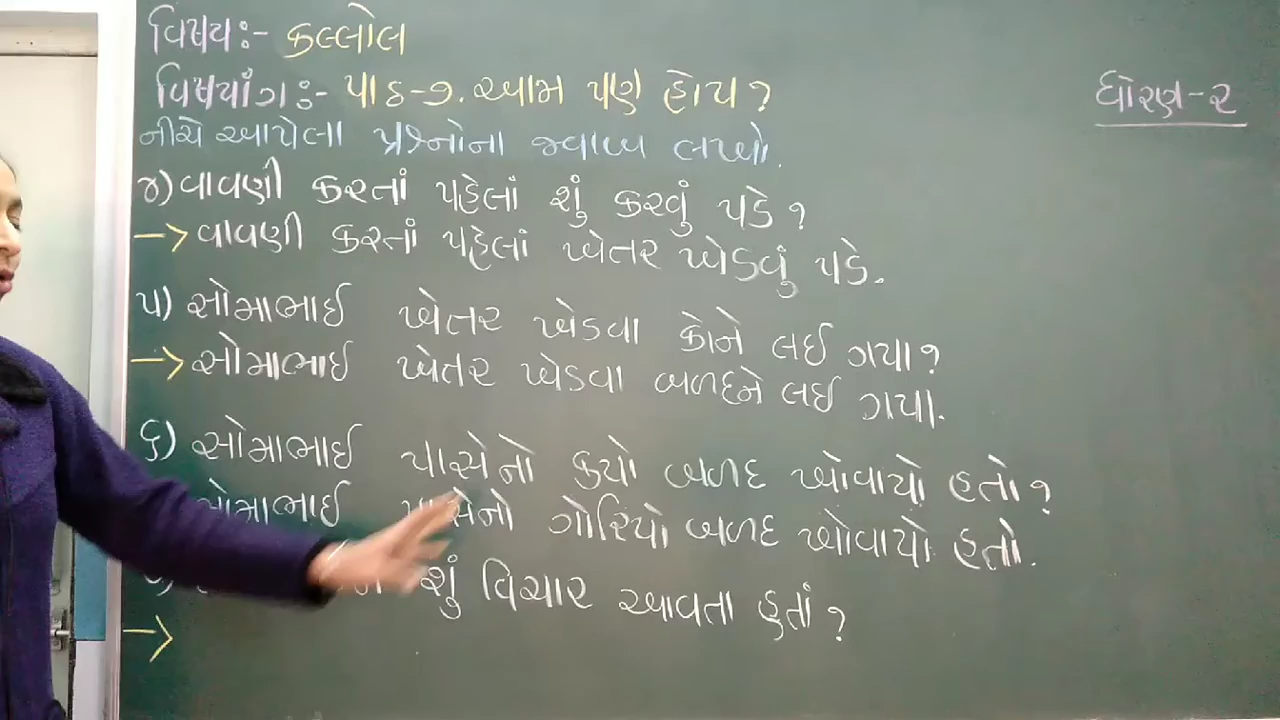 વિષય:- કલ્લોલ
વિષયાંગ:- પાઠ-૭. આમ પણ હોય ?
ધોરણ-૨
નીચે આપેલા પ્રશ્નોના જવાબ લખો.
૪) વાવણી કરતાં પહેલાં શું કરવું પડે ?
→ વાવણી કરતાં પહેલાં ખેતર ખેડવું પડે.
૫) સોમાભાઈ ખેતર ખેડવા કોને લઈ ગયા ?
→ સોમાભાઈ ખેતર ખેડવા બળદને લઈ ગયા.
૬) સોમાભાઈ પાસેનો કયો બળદ ખોવાયો હતો ?
સોમાભાઈ પાસેનો ગોરિયો બળદ ખોવાયો હતો.
શું વિચાર આવતા હતાં ?
→